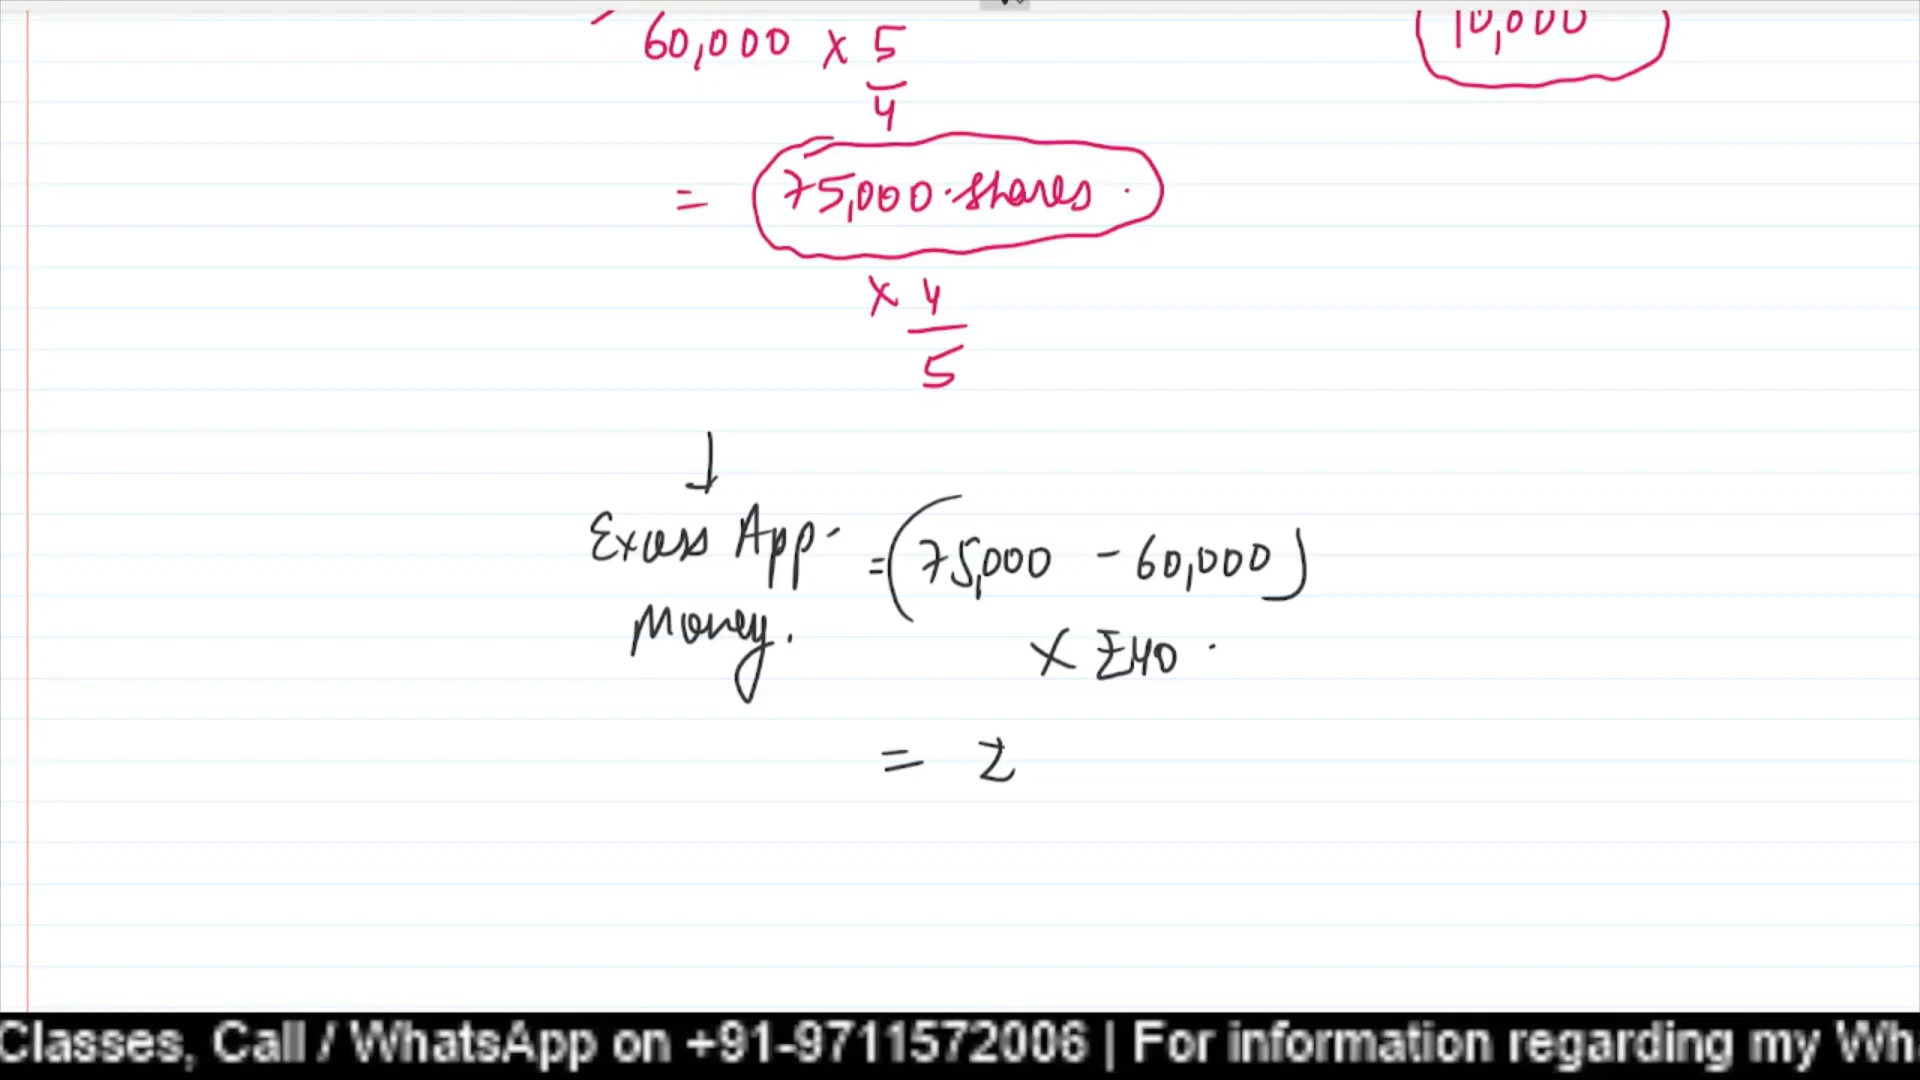 60,000 x 5
4
10,000
= 75,000 shares
x 4
5
Excess App. = (75,000 - 60,000)
Money.
x ₹40
=
Classes, Call / WhatsApp on +91-9711572006 | For information regarding my Wh